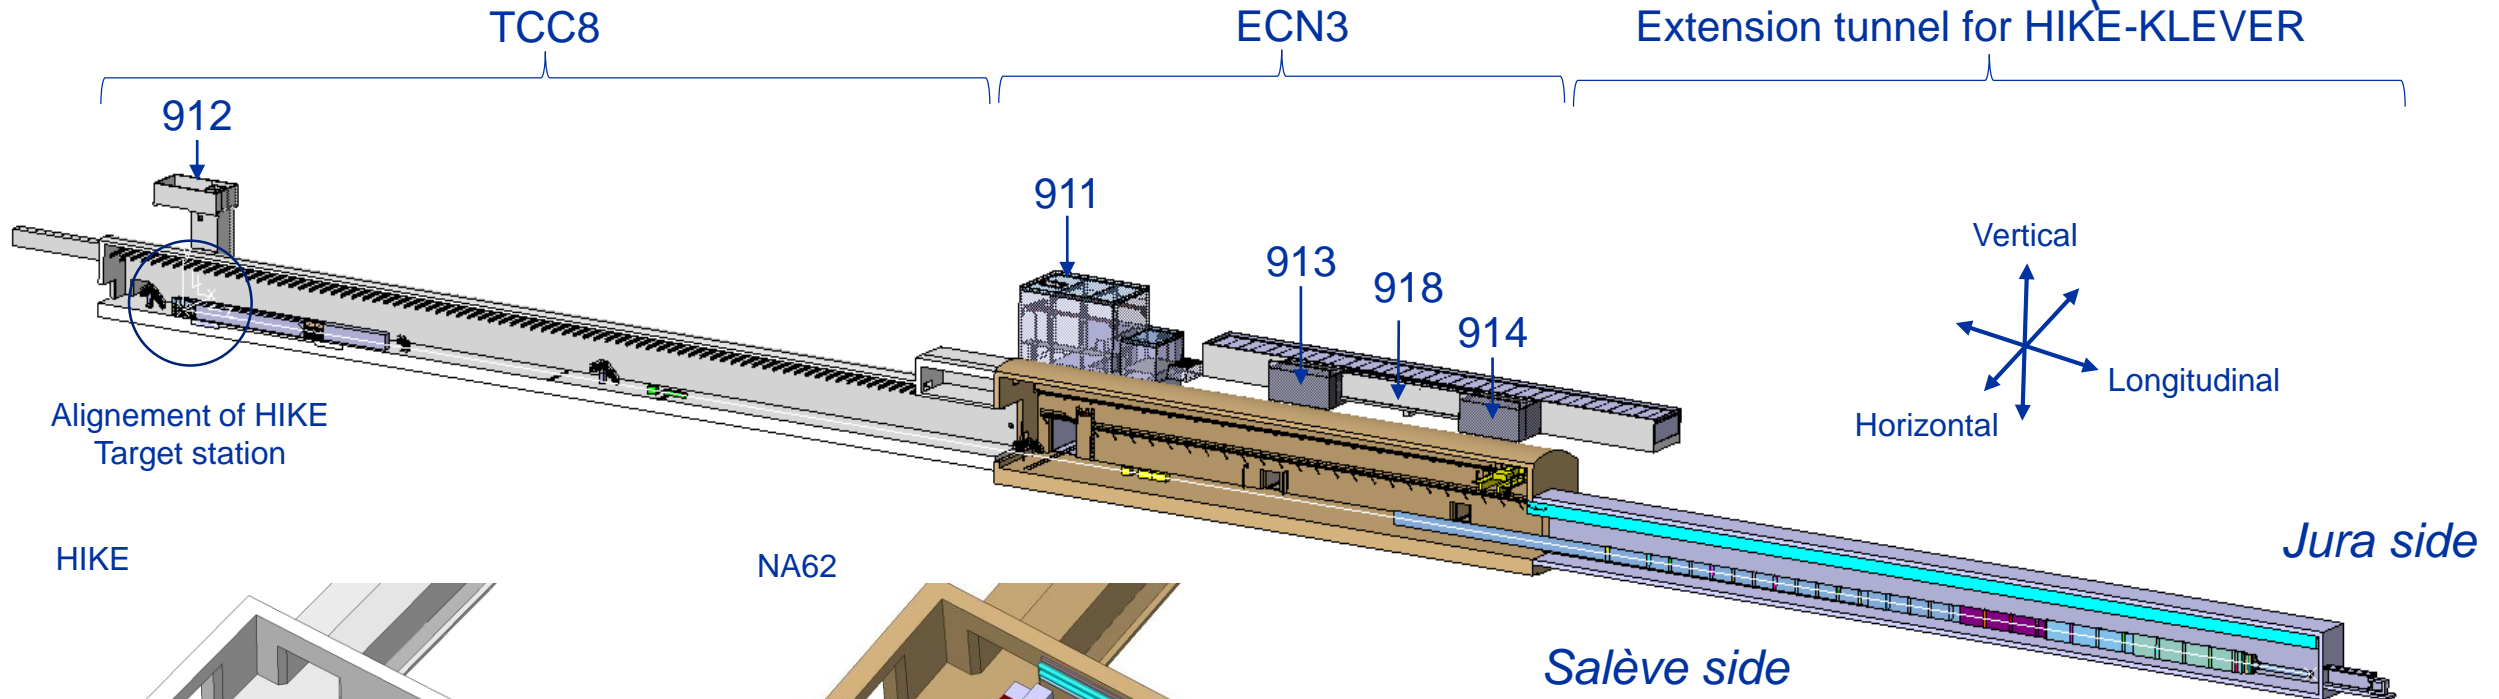 TCC8
ECN3
Extension tunnel for HIKE-KLEVER
912
911
913
918
914
Vertical
Longitudinal
Horizontal
Alignement of HIKE
Target station
Jura side
HIKE
NA62
Salève side